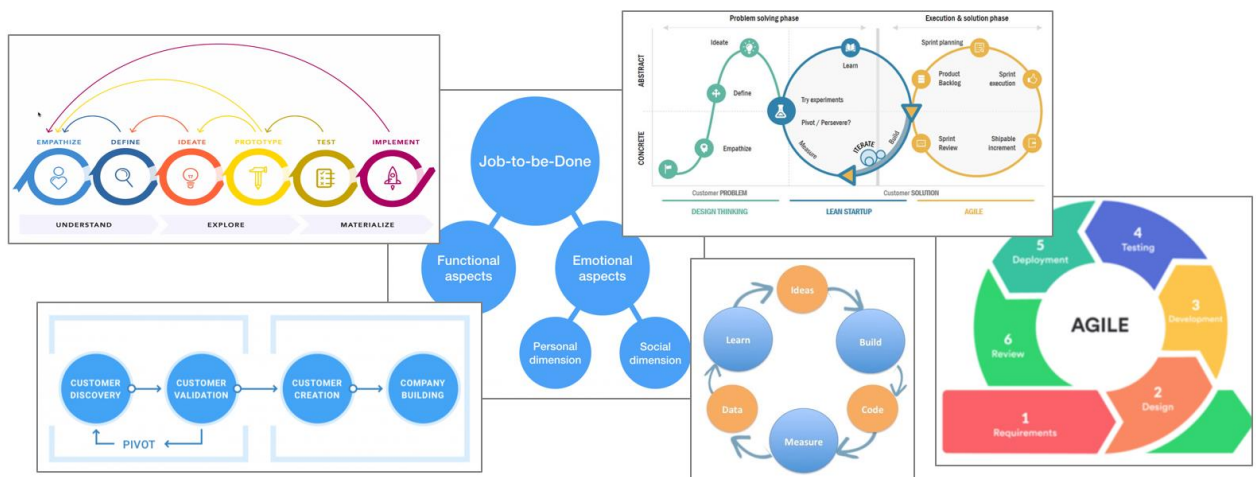 EMPATHIZE
DEFINE
IDEATE
PROTOTYPE
TEST
IMPLEMENT
UNDERSTAND
EXPLORE
MATERIALIZE
Job-to-be-Done
Functional
aspects
Emotional
aspects
Personal
dimension
Social
dimension
Problem solving phase
Execution & solution phase
ABSTRACT
CONCRETE
Ideate
Define
Empathize
Learn
Try experiments
Pivot / Persevere?
Measure
ITERATE
Build
Sprint planning
Product
Backlog
Sprint
execution
Sprint
Review
Shipable
increment
Customer PROBLEM
Customer SOLUTION
DESIGN THINKING
LEAN STARTUP
AGILE
CUSTOMER
DISCOVERY
CUSTOMER
VALIDATION
CUSTOMER
CREATION
COMPANY
BUILDING
PIVOT
Ideas
Build
Code
Measure
Data
Learn
AGILE
1
Requirements
2
Design
3
Development
4
Testing
5
Deployment
6
Review